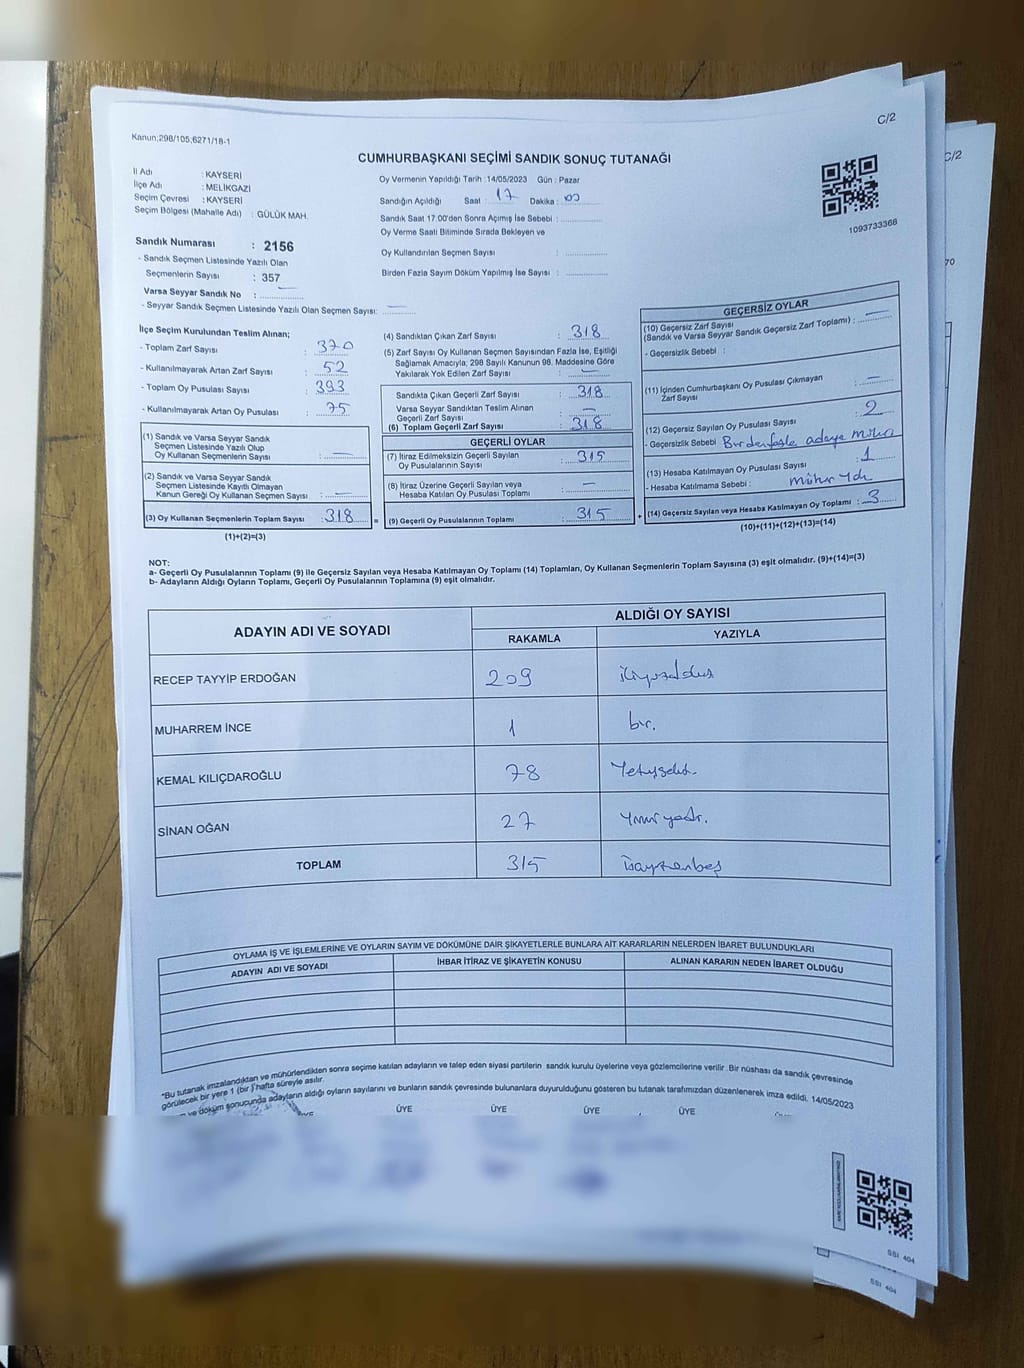 C/2
Kanun;298/105,6271/18-1
CUMHURBAŞKANI SEÇİMİ SANDIK SONUÇ TUTANAĞI
İl Adı : KAYSERİ
İlçe Adı : MELİKGAZİ
Seçim Çevresi : KAYSERİ
Seçim Bölgesi (Mahalle Adı) : GÜLÜK MAH.
Oy Vermenin Yapıldığı Tarih :14/05/2023 Gün : Pazar
Sandığın Açıldığı Saat : 17 Dakika : 00
Sandık Saat 17.00'den Sonra Açımış İse Sebebi :
Oy Verme Saati Bitiminde Sırada Bekleyen ve
Oy Kullandırılan Seçmen Sayısı :
Birden Fazla Sayım Döküm Yapılmış İse Sayısı :
1093733368
Sandık Numarası : 2156
- Sandık Seçmen Listesinde Yazılı Olan
Seçmenlerin Sayısı : 357
Varsa Seyyar Sandık No :
- Seyyar Sandık Seçmen Listesinde Yazılı Olan Seçmen Sayısı:
İlçe Seçim Kurulundan Teslim Alınan;
- Toplam Zarf Sayısı : 370
- Kullanılmayarak Artan Zarf Sayısı : 52
- Toplam Oy Pusulası Sayısı : 393
- Kullanılmayarak Artan Oy Pusulası : 75
(1) Sandık ve Varsa Seyyar Sandık
Seçmen Listesinde Yazılı Olup
Oy Kullanan Seçmenlerin Sayısı :
(2) Sandık ve Varsa Seyyar Sandık
Seçmen Listesinde Kayıtlı Olmayan
Kanun Gereği Oy Kullanan Seçmen Sayısı :
(3) Oy Kullanan Seçmenlerin Toplam Sayısı :318
(1)+(2)=(3)
(4) Sandıktan Çıkan Zarf Sayısı : 318
(5) Zarf Sayısı Oy Kullanan Seçmen Sayısından Fazla İse, Eşitliği
Sağlamak Amacıyla, 298 Sayılı Kanunun 98. Maddesine Göre
Yakılarak Yok Edilen Zarf Sayısı :
Sandıkta Çıkan Geçerli Zarf Sayısı : 318
Varsa Seyyar Sandıktan Teslim Alınan
Geçerli Zarf Sayısı :
(6) Toplam Geçerli Zarf Sayısı : 318
GEÇERLİ OYLAR
(7) İtiraz Edilmeksizin Geçerli Sayılan
Oy Pusulalarının Sayısı : 315
(8) İtiraz Üzerine Geçerli Sayılan veya
Hesaba Katılan Oy Pusulası Toplamı :
(9) Geçerli Oy Pusulalarının Toplamı : 315
GEÇERSİZ OYLAR
(10) Geçersiz Zarf Sayısı
(Sandık ve Varsa Seyyar Sandık Geçersiz Zarf Toplamı) :
- Geçersizlik Sebebi :
(11) İçinden Cumhurbaşkanı Oy Pusulası Çıkmayan
Zarf Sayısı :
(12) Geçersiz Sayılan Oy Pusulası Sayısı : 2
- Geçersizlik Sebebi Birdenfazla adaya mühür
(13) Hesaba Katılmayan Oy Pusulası Sayısı : 1
- Hesaba Katılmama Sebebi :
(14) Geçersiz Sayılan veya Hesaba Katılmayan Oy Toplamı : 3
(10)+(11)+(12)+(13)=(14)
NOT:
a- Geçerli Oy Pusulalarının Toplamı (9) ile Geçersiz Sayılan veya Hesaba Katılmayan Oy Toplamı (14) Toplamları, Oy Kullanan Seçmenlerin Toplam Sayısına (3) eşit olmalıdır. (9)+(14)=(3)
b- Adayların Aldığı Oyların Toplamı, Geçerli Oy Pusulalarının Toplamına (9) eşit olmalıdır.
ADAYIN ADI VE SOYADI
ALDIĞI OY SAYISI
RAKAMLA YAZIYLA
RECEP TAYYİP ERDOĞAN 209 ikiyüzdokuz
MUHARREM İNCE 1 bir.
KEMAL KILIÇDAROĞLU 78 Yetmişsekiz.
SİNAN OĞAN 27 Yirmiyedi.
TOPLAM 315 üçyüzonbeş
OYLAMA İŞ VE İŞLEMLERİNE VE OYLARIN SAYIM VE DÖKÜMÜNE DAİR ŞİKAYETLERLE BUNLARA AİT KARARLARIN NELERDEN İBARET BULUNDUKLARI
ADAYIN ADI VE SOYADI İHBAR İTİRAZ VE ŞİKAYETİN KONUSU ALINAN KARARIN NEDEN İBARET OLDUĞU
*Bu tutanak imzalandıktan ve mühürlendikten sonra seçime katılan adayların ve talep eden siyasi partilerin sandık kurulu üyelerine veya gözlemcilerine verilir. Bir nüshası da sandık çevresinde
görülecek bir yere 1 (bir ) hafta süreyle asılır.
ve döküm sonucunda adayların aldığı oyların sayılarını ve bunların sandık çevresinde bulunanlara duyurulduğunu gösteren bu tutanak tarafımızdan düzenlenerek imza edildi. 14/05/2023
ÜYE ÜYE ÜYE ÜYE
SSI 404
SSI 404
C/2
70